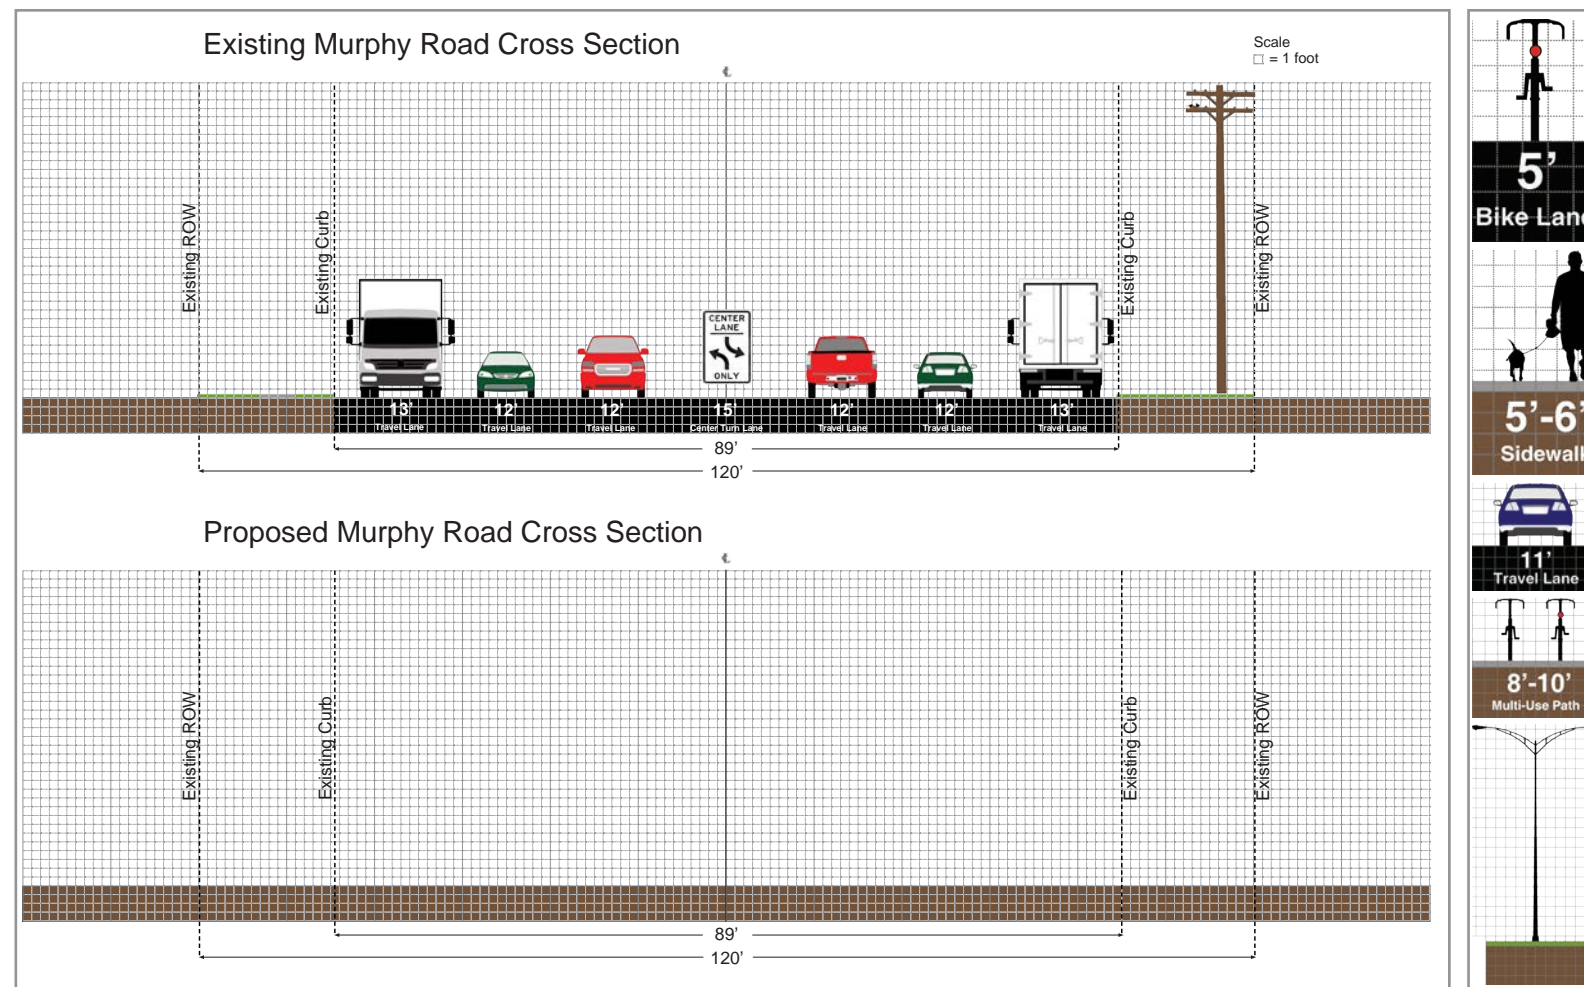 Existing Murphy Road Cross Section
Scale
= 1 foot
℄
Existing ROW
Existing Curb
Existing Curb
Existing ROW
CENTER
LANE
ONLY
13' 12' 12' 15' 12' 12' 13'
Travel Lane Travel Lane Travel Lane Center Turn Lane Travel Lane Travel Lane Travel Lane
89'
120'
Proposed Murphy Road Cross Section
℄
Existing ROW
Existing Curb
Existing Curb
Existing ROW
89'
120'
5'
Bike Lane
5'-6'
Sidewalk
11'
Travel Lane
8'-10'
Multi-Use Path